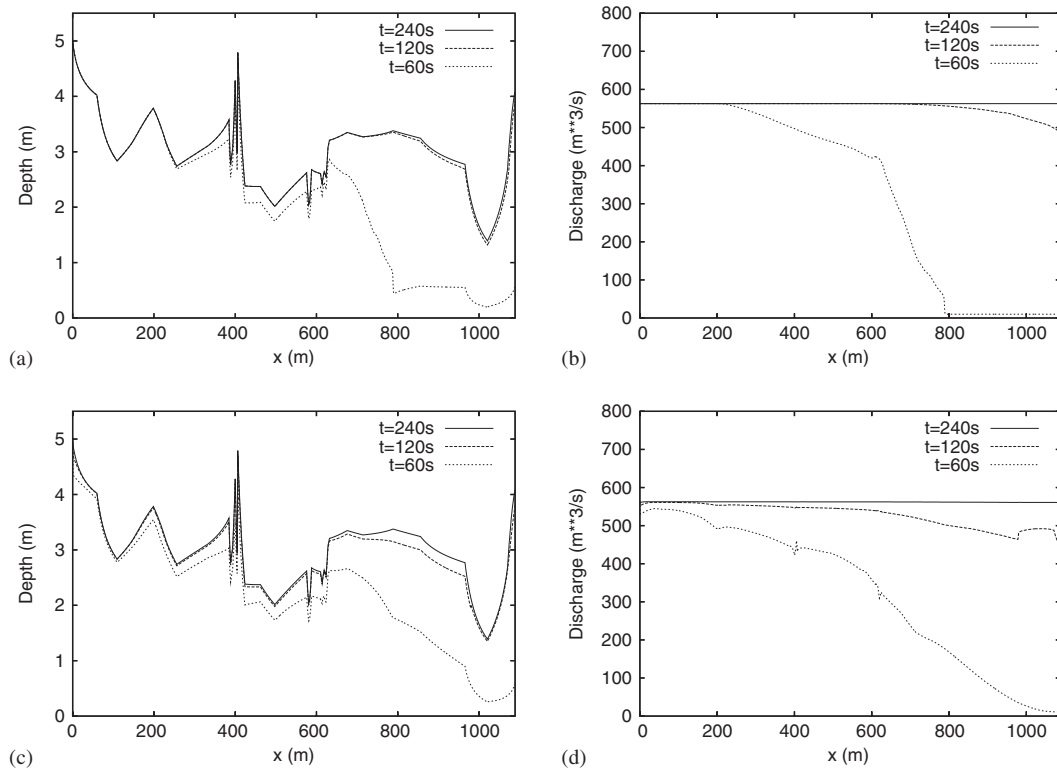 t=240s
t=120s
t=60s
Depth (m)
5
4
3
2
1
0
0 200 400 600 800 1000
x (m)
(a)
t=240s
t=120s
t=60s
Discharge (m**3/s)
800
700
600
500
400
300
200
100
0
0 200 400 600 800 1000
x (m)
(b)
t=240s
t=120s
t=60s
Depth (m)
5
4
3
2
1
0
0 200 400 600 800 1000
x (m)
(c)
t=240s
t=120s
t=60s
Discharge (m**3/s)
800
700
600
500
400
300
200
100
0
0 200 400 600 800 1000
x (m)
(d)